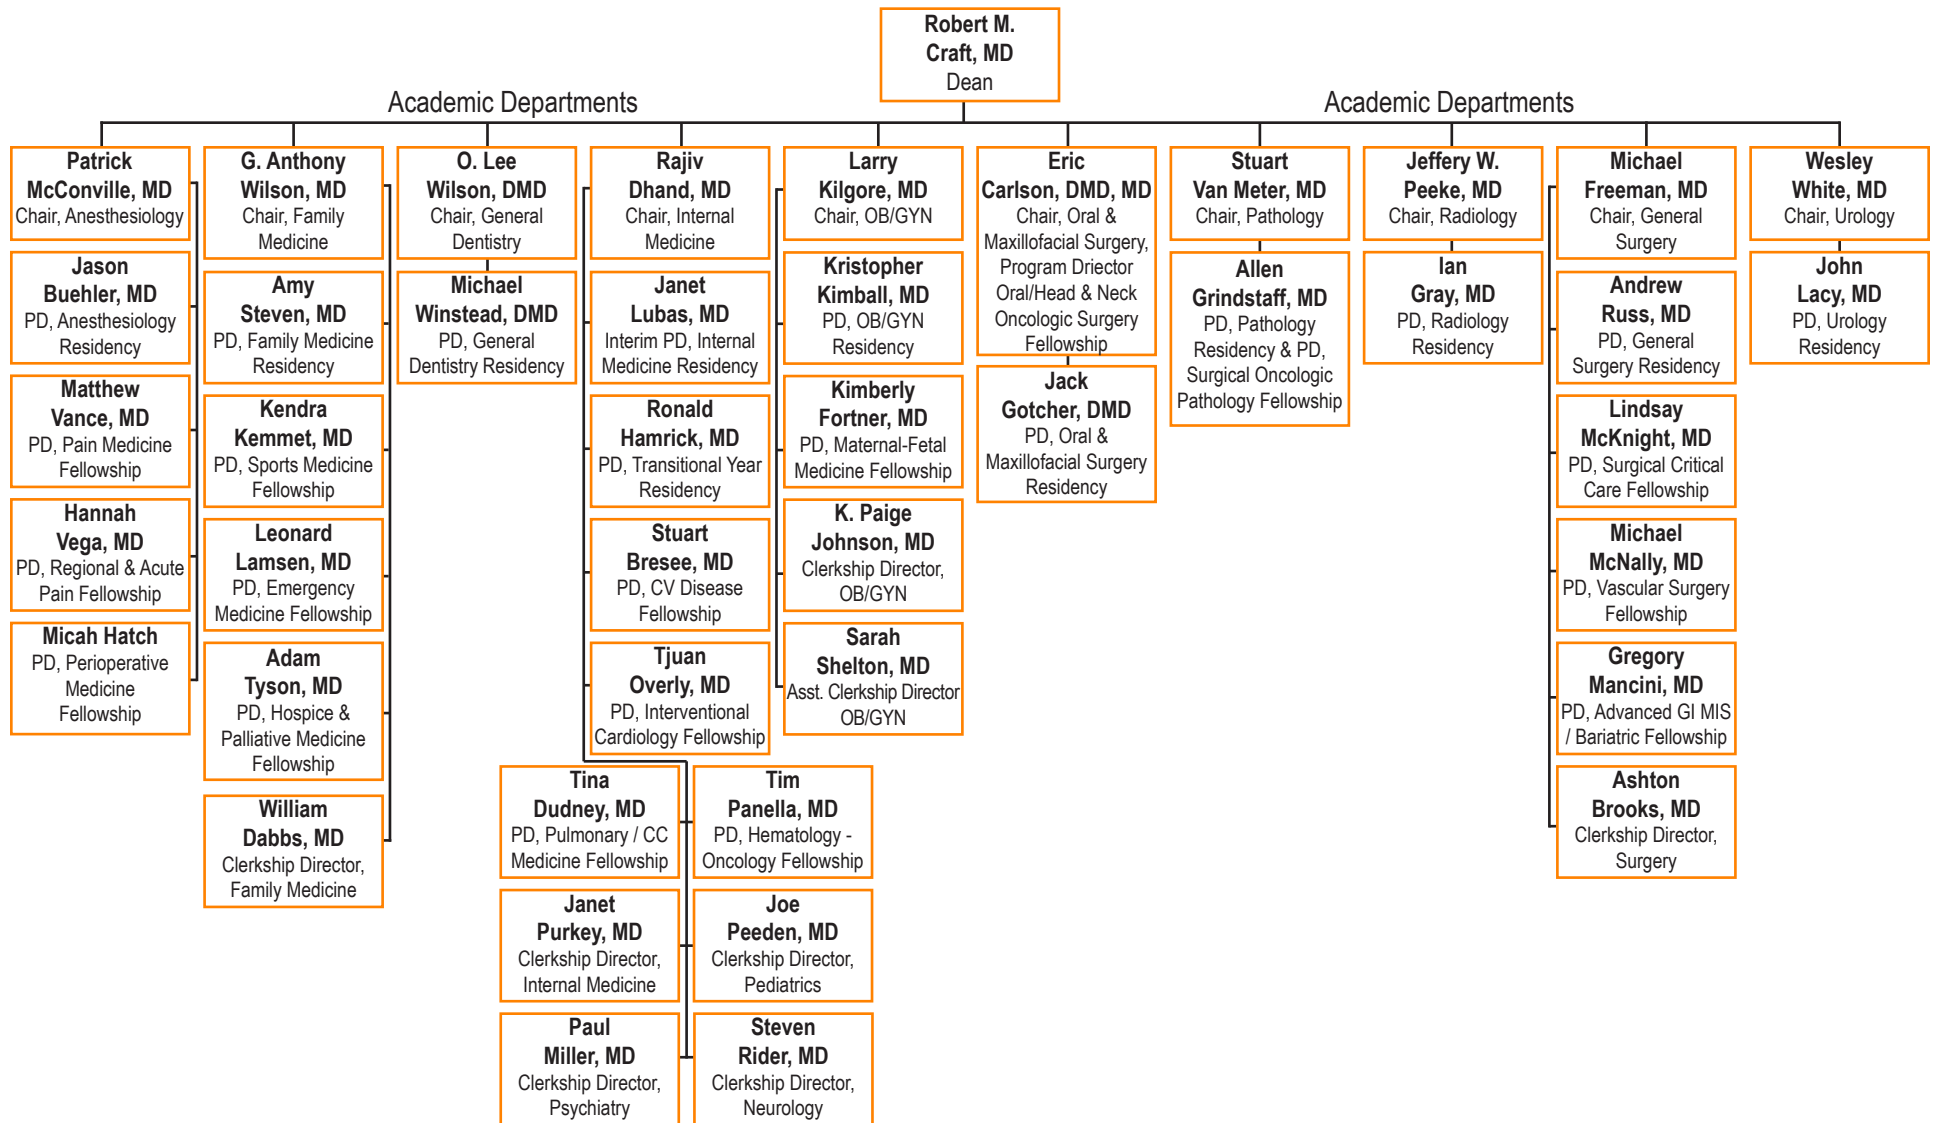 Robert M.
Craft, MD
Dean
Academic Departments
Academic Departments
Patrick
McConville, MD
Chair, Anesthesiology
Jason
Buehler, MD
PD, Anesthesiology
Residency
Matthew
Vance, MD
PD, Pain Medicine
Fellowship
Hannah
Vega, MD
PD, Regional & Acute
Pain Fellowship
Micah Hatch
PD, Perioperative
Medicine
Fellowship
G. Anthony
Wilson, MD
Chair, Family
Medicine
Amy
Steven, MD
PD, Family Medicine
Residency
Kendra
Kemmet, MD
PD, Sports Medicine
Fellowship
Leonard
Lamsen, MD
PD, Emergency
Medicine Fellowship
Adam
Tyson, MD
PD, Hospice &
Palliative Medicine
Fellowship
William
Dabbs, MD
Clerkship Director,
Family Medicine
O. Lee
Wilson, DMD
Chair, General
Dentistry
Michael
Winstead, DMD
PD, General
Dentistry Residency
Rajiv
Dhand, MD
Chair, Internal
Medicine
Janet
Lubas, MD
Interim PD, Internal
Medicine Residency
Ronald
Hamrick, MD
PD, Transitional Year
Residency
Stuart
Bresee, MD
PD, CV Disease
Fellowship
Tjuan
Overly, MD
PD, Interventional
Cardiology Fellowship
Tina
Dudney, MD
PD, Pulmonary / CC
Medicine Fellowship
Tim
Panella, MD
PD, Hematology -
Oncology Fellowship
Janet
Purkey, MD
Clerkship Director,
Internal Medicine
Joe
Peeden, MD
Clerkship Director,
Pediatrics
Paul
Miller, MD
Clerkship Director,
Psychiatry
Steven
Rider, MD
Clerkship Director,
Neurology
Larry
Kilgore, MD
Chair, OB/GYN
Kristopher
Kimball, MD
PD, OB/GYN
Residency
Kimberly
Fortner, MD
PD, Maternal-Fetal
Medicine Fellowship
K. Paige
Johnson, MD
Clerkship Director,
OB/GYN
Sarah
Shelton, MD
Asst. Clerkship Director
OB/GYN
Eric
Carlson, DMD, MD
Chair, Oral &
Maxillofacial Surgery,
Program Driector
Oral/Head & Neck
Oncologic Surgery
Fellowship
Jack
Gotcher, DMD
PD, Oral &
Maxillofacial Surgery
Residency
Stuart
Van Meter, MD
Chair, Pathology
Allen
Grindstaff, MD
PD, Pathology
Residency & PD,
Surgical Oncologic
Pathology Fellowship
Jeffery W.
Peeke, MD
Chair, Radiology
Ian
Gray, MD
PD, Radiology
Residency
Michael
Freeman, MD
Chair, General
Surgery
Andrew
Russ, MD
PD, General
Surgery Residency
Lindsay
McKnight, MD
PD, Surgical Critical
Care Fellowship
Michael
McNally, MD
PD, Vascular Surgery
Fellowship
Gregory
Mancini, MD
PD, Advanced GI MIS
/ Bariatric Fellowship
Ashton
Brooks, MD
Clerkship Director,
Surgery
Wesley
White, MD
Chair, Urology
John
Lacy, MD
PD, Urology
Residency